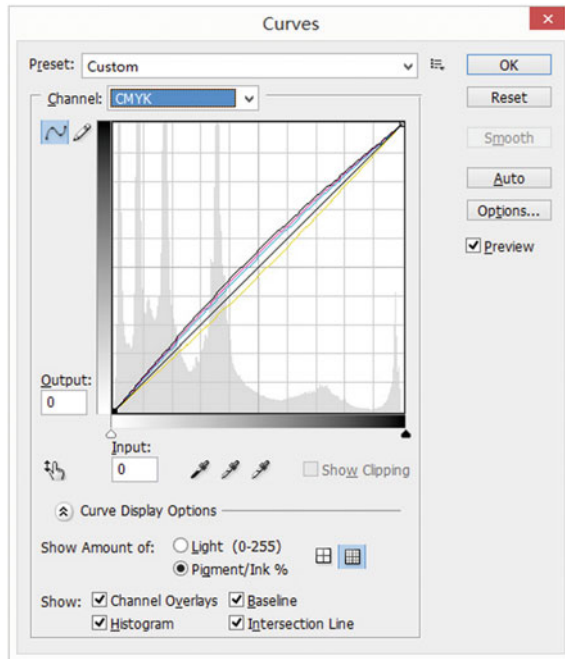 Curves
Preset: Custom
OK
Channel: CMYK
Reset
Smooth
Auto
Options...
Preview
Output:
0
Input:
0
Show Clipping
Curve Display Options
Show Amount of: Light (0-255)
Pigment/Ink %
Show: Channel Overlays Baseline
Histogram Intersection Line